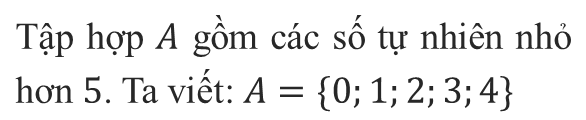 Tập hợp A gồm các số tự nhiên nhỏ
hơn 5. Ta viết: A = {0; 1; 2; 3; 4}